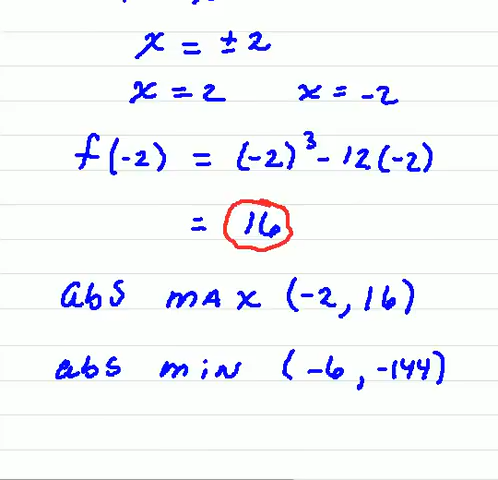 x = ±2
x = 2 x = -2
f(-2) = (-2)³ - 12(-2)
= 16
abs max (-2, 16)
abs min (-6, -144)